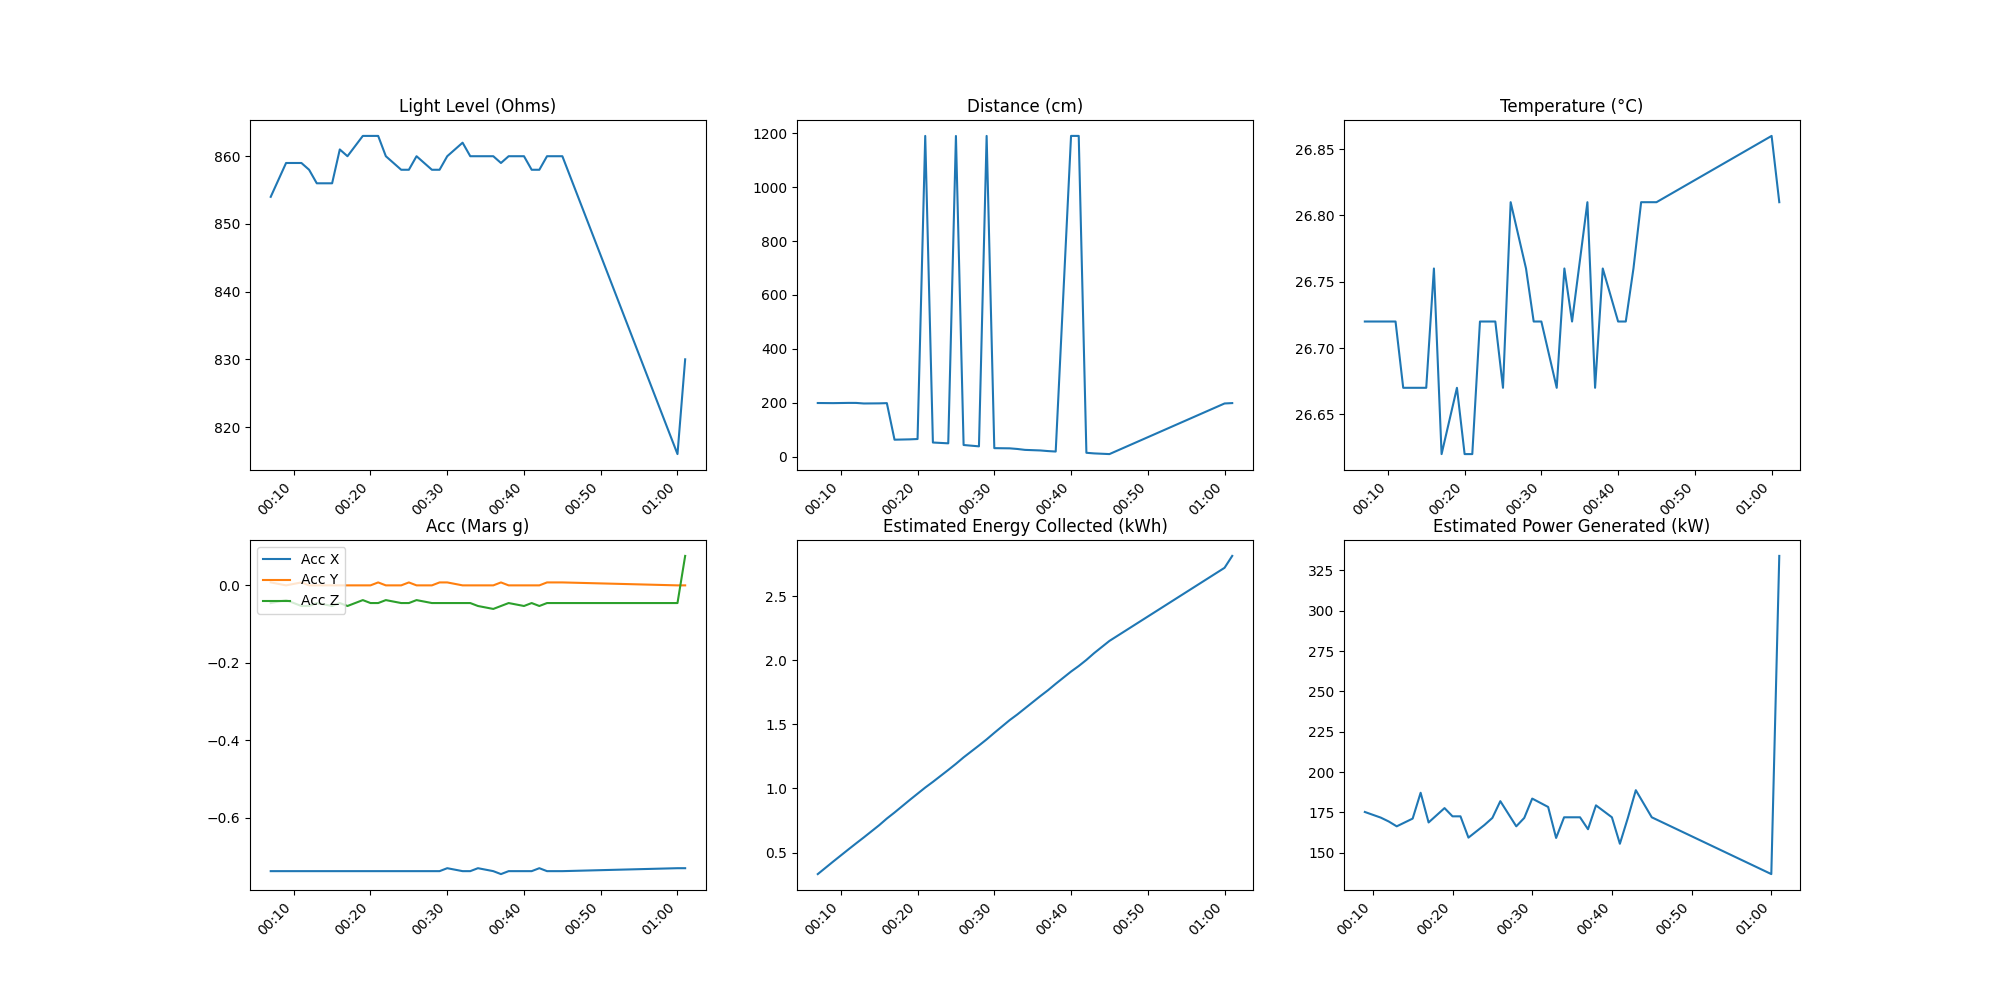 Light Level (Ohms)
860
850
840
830
820
00:10 00:20 00:30 00:40 00:50 01:00
Distance (cm)
1200
1000
800
600
400
200
0
00:10 00:20 00:30 00:40 00:50 01:00
Temperature (°C)
26.85
26.80
26.75
26.70
26.65
00:10 00:20 00:30 00:40 00:50 01:00
Acc (Mars g)
Acc X
Acc Y
Acc Z
0.0
−0.2
−0.4
−0.6
00:10 00:20 00:30 00:40 00:50 01:00
Estimated Energy Collected (kWh)
2.5
2.0
1.5
1.0
0.5
00:10 00:20 00:30 00:40 00:50 01:00
Estimated Power Generated (kW)
325
300
275
250
225
200
175
150
00:10 00:20 00:30 00:40 00:50 01:00